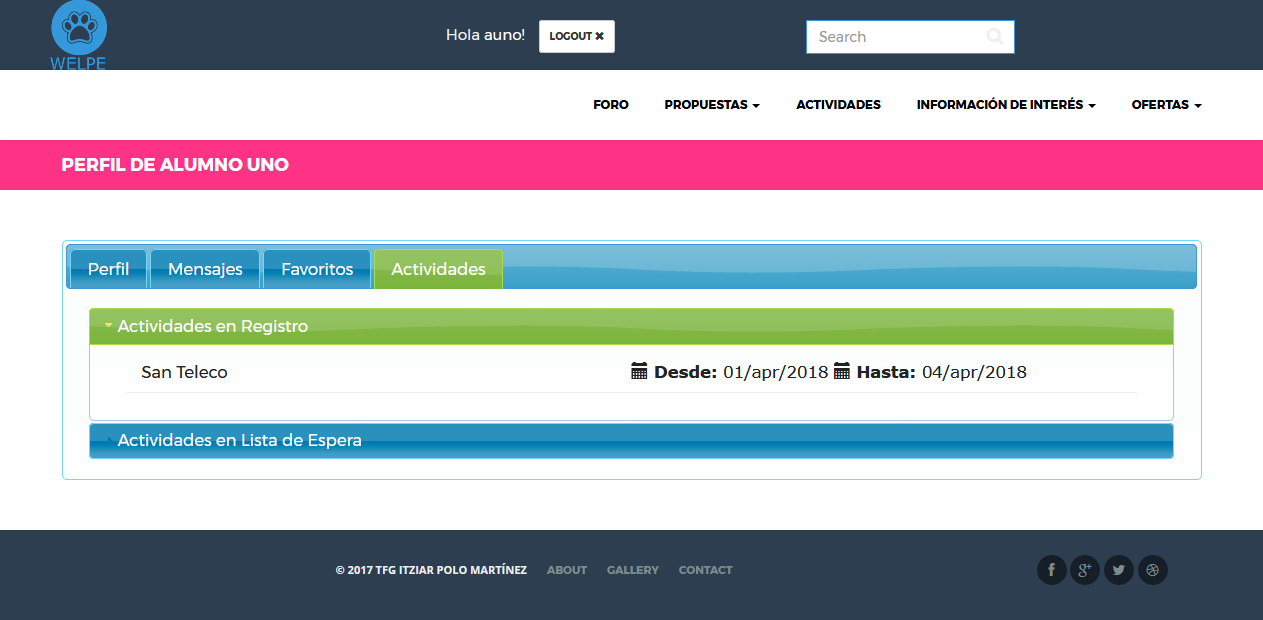 WELPE
Hola auno!
LOGOUT ✖
Search
FORO
PROPUESTAS
ACTIVIDADES
INFORMACIÓN DE INTERÉS
OFERTAS
PERFIL DE ALUMNO UNO
Perfil
Mensajes
Favoritos
Actividades
Actividades en Registro
San Teleco
Desde: 01/apr/2018 Hasta: 04/apr/2018
Actividades en Lista de Espera
© 2017 TFG ITZIAR POLO MARTÍNEZ
ABOUT
GALLERY
CONTACT